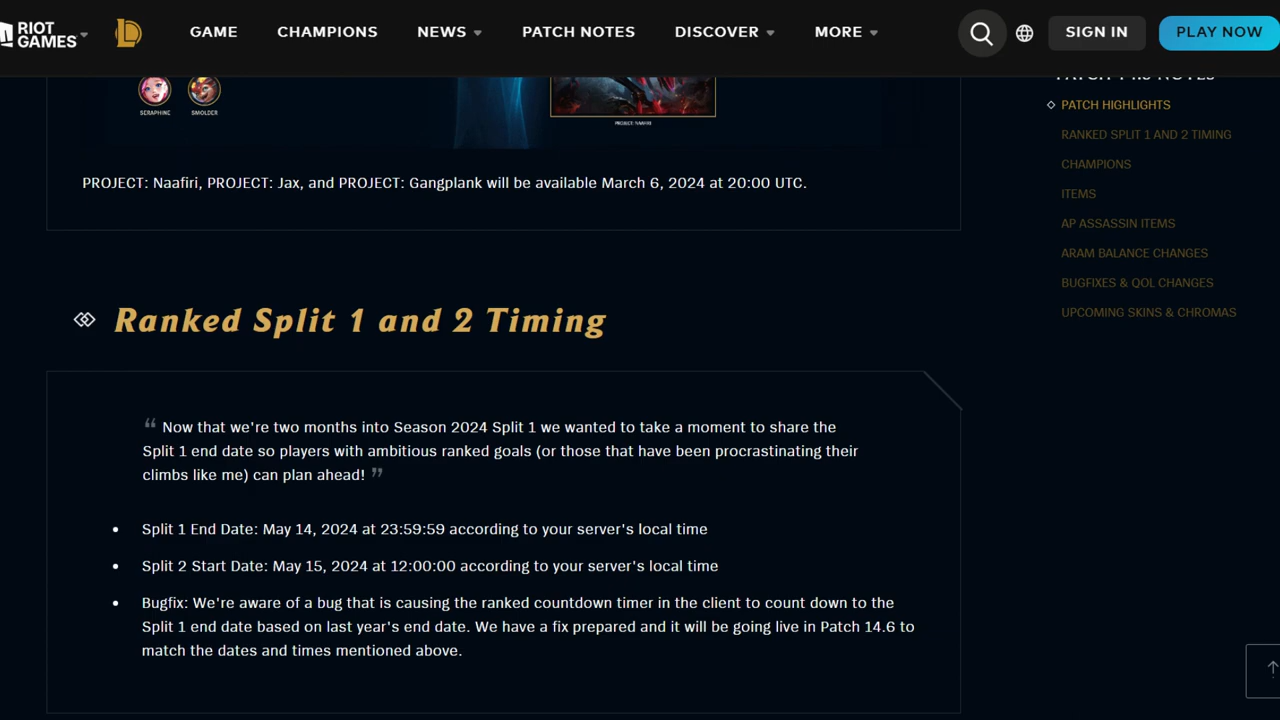 RIOT
GAMES
GAME
CHAMPIONS
NEWS
PATCH NOTES
DISCOVER
MORE
SIGN IN
PLAY NOW
SERAPHINE
SMOLDER
PROJECT: NAAFIRI
PROJECT: Naafiri, PROJECT: Jax, and PROJECT: Gangplank will be available March 6, 2024 at 20:00 UTC.
Ranked Split 1 and 2 Timing
“ Now that we're two months into Season 2024 Split 1 we wanted to take a moment to share the
Split 1 end date so players with ambitious ranked goals (or those that have been procrastinating their
climbs like me) can plan ahead! ”
• Split 1 End Date: May 14, 2024 at 23:59:59 according to your server's local time
• Split 2 Start Date: May 15, 2024 at 12:00:00 according to your server's local time
• Bugfix: We're aware of a bug that is causing the ranked countdown timer in the client to count down to the
Split 1 end date based on last year's end date. We have a fix prepared and it will be going live in Patch 14.6 to
match the dates and times mentioned above.
PATCH HIGHLIGHTS
RANKED SPLIT 1 AND 2 TIMING
CHAMPIONS
ITEMS
AP ASSASSIN ITEMS
ARAM BALANCE CHANGES
BUGFIXES & QOL CHANGES
UPCOMING SKINS & CHROMAS